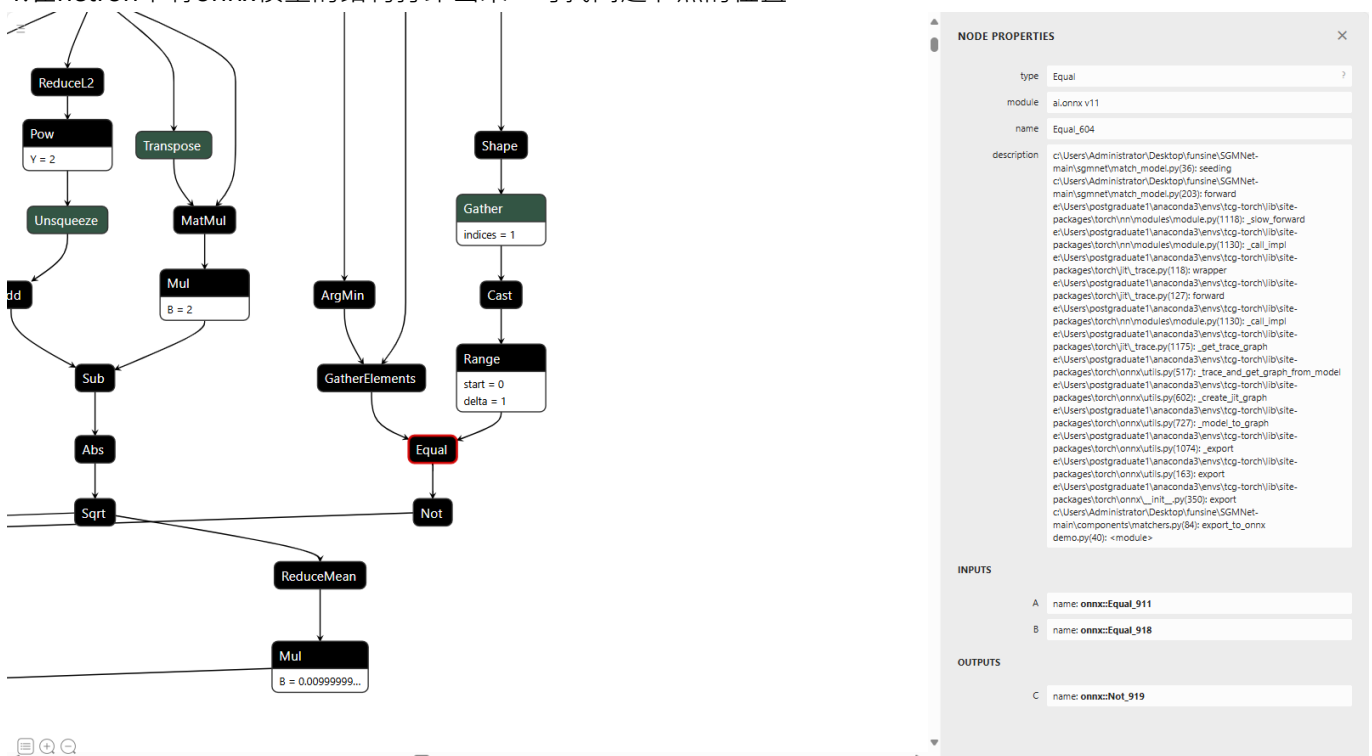 ReduceL2
Pow
Y = 2
Transpose
Shape
Unsqueeze
MatMul
Gather
indices = 1
dd
Mul
B = 2
ArgMin
Cast
Sub
GatherElements
Range
start = 0
delta = 1
Abs
Equal
Sqrt
Not
ReduceMean
Mul
B = 0.00999999...
NODE PROPERTIES
type Equal ?
module ai.onnx v11
name Equal_604
description c:\Users\Administrator\Desktop\funsine\SGMNet-
main\sgmnet\match_model.py(36): seeding
c:\Users\Administrator\Desktop\funsine\SGMNet-
main\sgmnet\match_model.py(203): forward
e:\Users\postgraduate1\anaconda3\envs\tcg-torch\lib\site-
packages\torch\nn\modules\module.py(1118): _slow_forward
e:\Users\postgraduate1\anaconda3\envs\tcg-torch\lib\site-
packages\torch\nn\modules\module.py(1130): _call_impl
e:\Users\postgraduate1\anaconda3\envs\tcg-torch\lib\site-
packages\torch\jit\_trace.py(118): wrapper
e:\Users\postgraduate1\anaconda3\envs\tcg-torch\lib\site-
packages\torch\jit\_trace.py(127): forward
e:\Users\postgraduate1\anaconda3\envs\tcg-torch\lib\site-
packages\torch\nn\modules\module.py(1130): _call_impl
e:\Users\postgraduate1\anaconda3\envs\tcg-torch\lib\site-
packages\torch\jit\_trace.py(1175): _get_trace_graph
e:\Users\postgraduate1\anaconda3\envs\tcg-torch\lib\site-
packages\torch\onnx\utils.py(517): _trace_and_get_graph_from_model
e:\Users\postgraduate1\anaconda3\envs\tcg-torch\lib\site-
packages\torch\onnx\utils.py(602): _create_jit_graph
e:\Users\postgraduate1\anaconda3\envs\tcg-torch\lib\site-
packages\torch\onnx\utils.py(727): _model_to_graph
e:\Users\postgraduate1\anaconda3\envs\tcg-torch\lib\site-
packages\torch\onnx\utils.py(1074): _export
e:\Users\postgraduate1\anaconda3\envs\tcg-torch\lib\site-
packages\torch\onnx\utils.py(163): export
e:\Users\postgraduate1\anaconda3\envs\tcg-torch\lib\site-
packages\torch\onnx\__init__.py(350): export
c:\Users\Administrator\Desktop\funsine\SGMNet-
main\components\matchers.py(84): export_to_onnx
demo.py(40): <module>
INPUTS
A name: onnx::Equal_911
B name: onnx::Equal_918
OUTPUTS
C name: onnx::Not_919